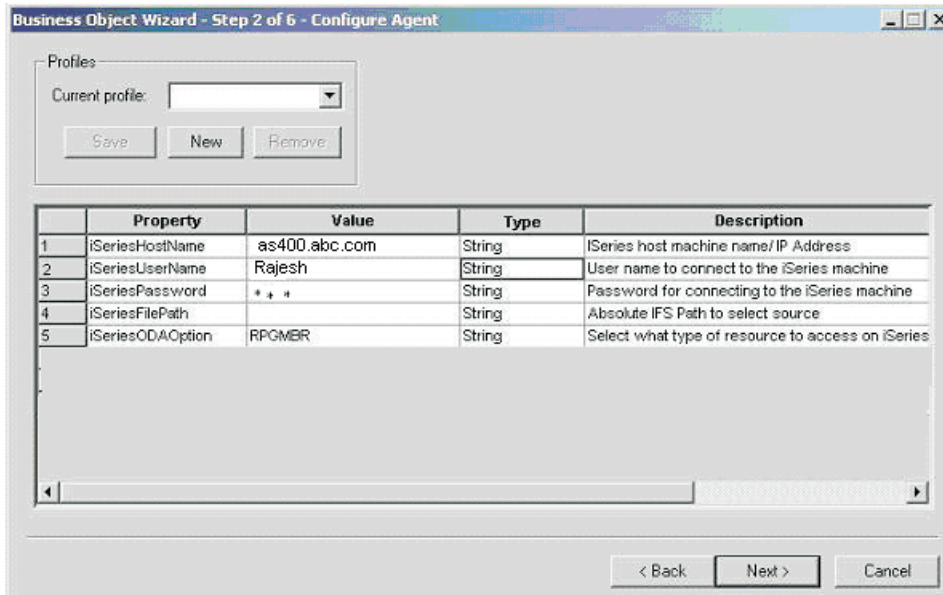 Business Object Wizard - Step 2 of 6 - Configure Agent
Profiles
Current profile:
Save New Remove
Property Value Type Description
1 iSeriesHostName as400.abc.com String ISeries host machine name/ IP Address
2 iSeriesUserName Rajesh String User name to connect to the iSeries machine
3 iSeriesPassword * * * String Password for connecting to the iSeries machine
4 iSeriesFilePath String Absolute IFS Path to select source
5 iSeriesODAOption RPGMBR String Select what type of resource to access on iSeries
< Back Next > Cancel